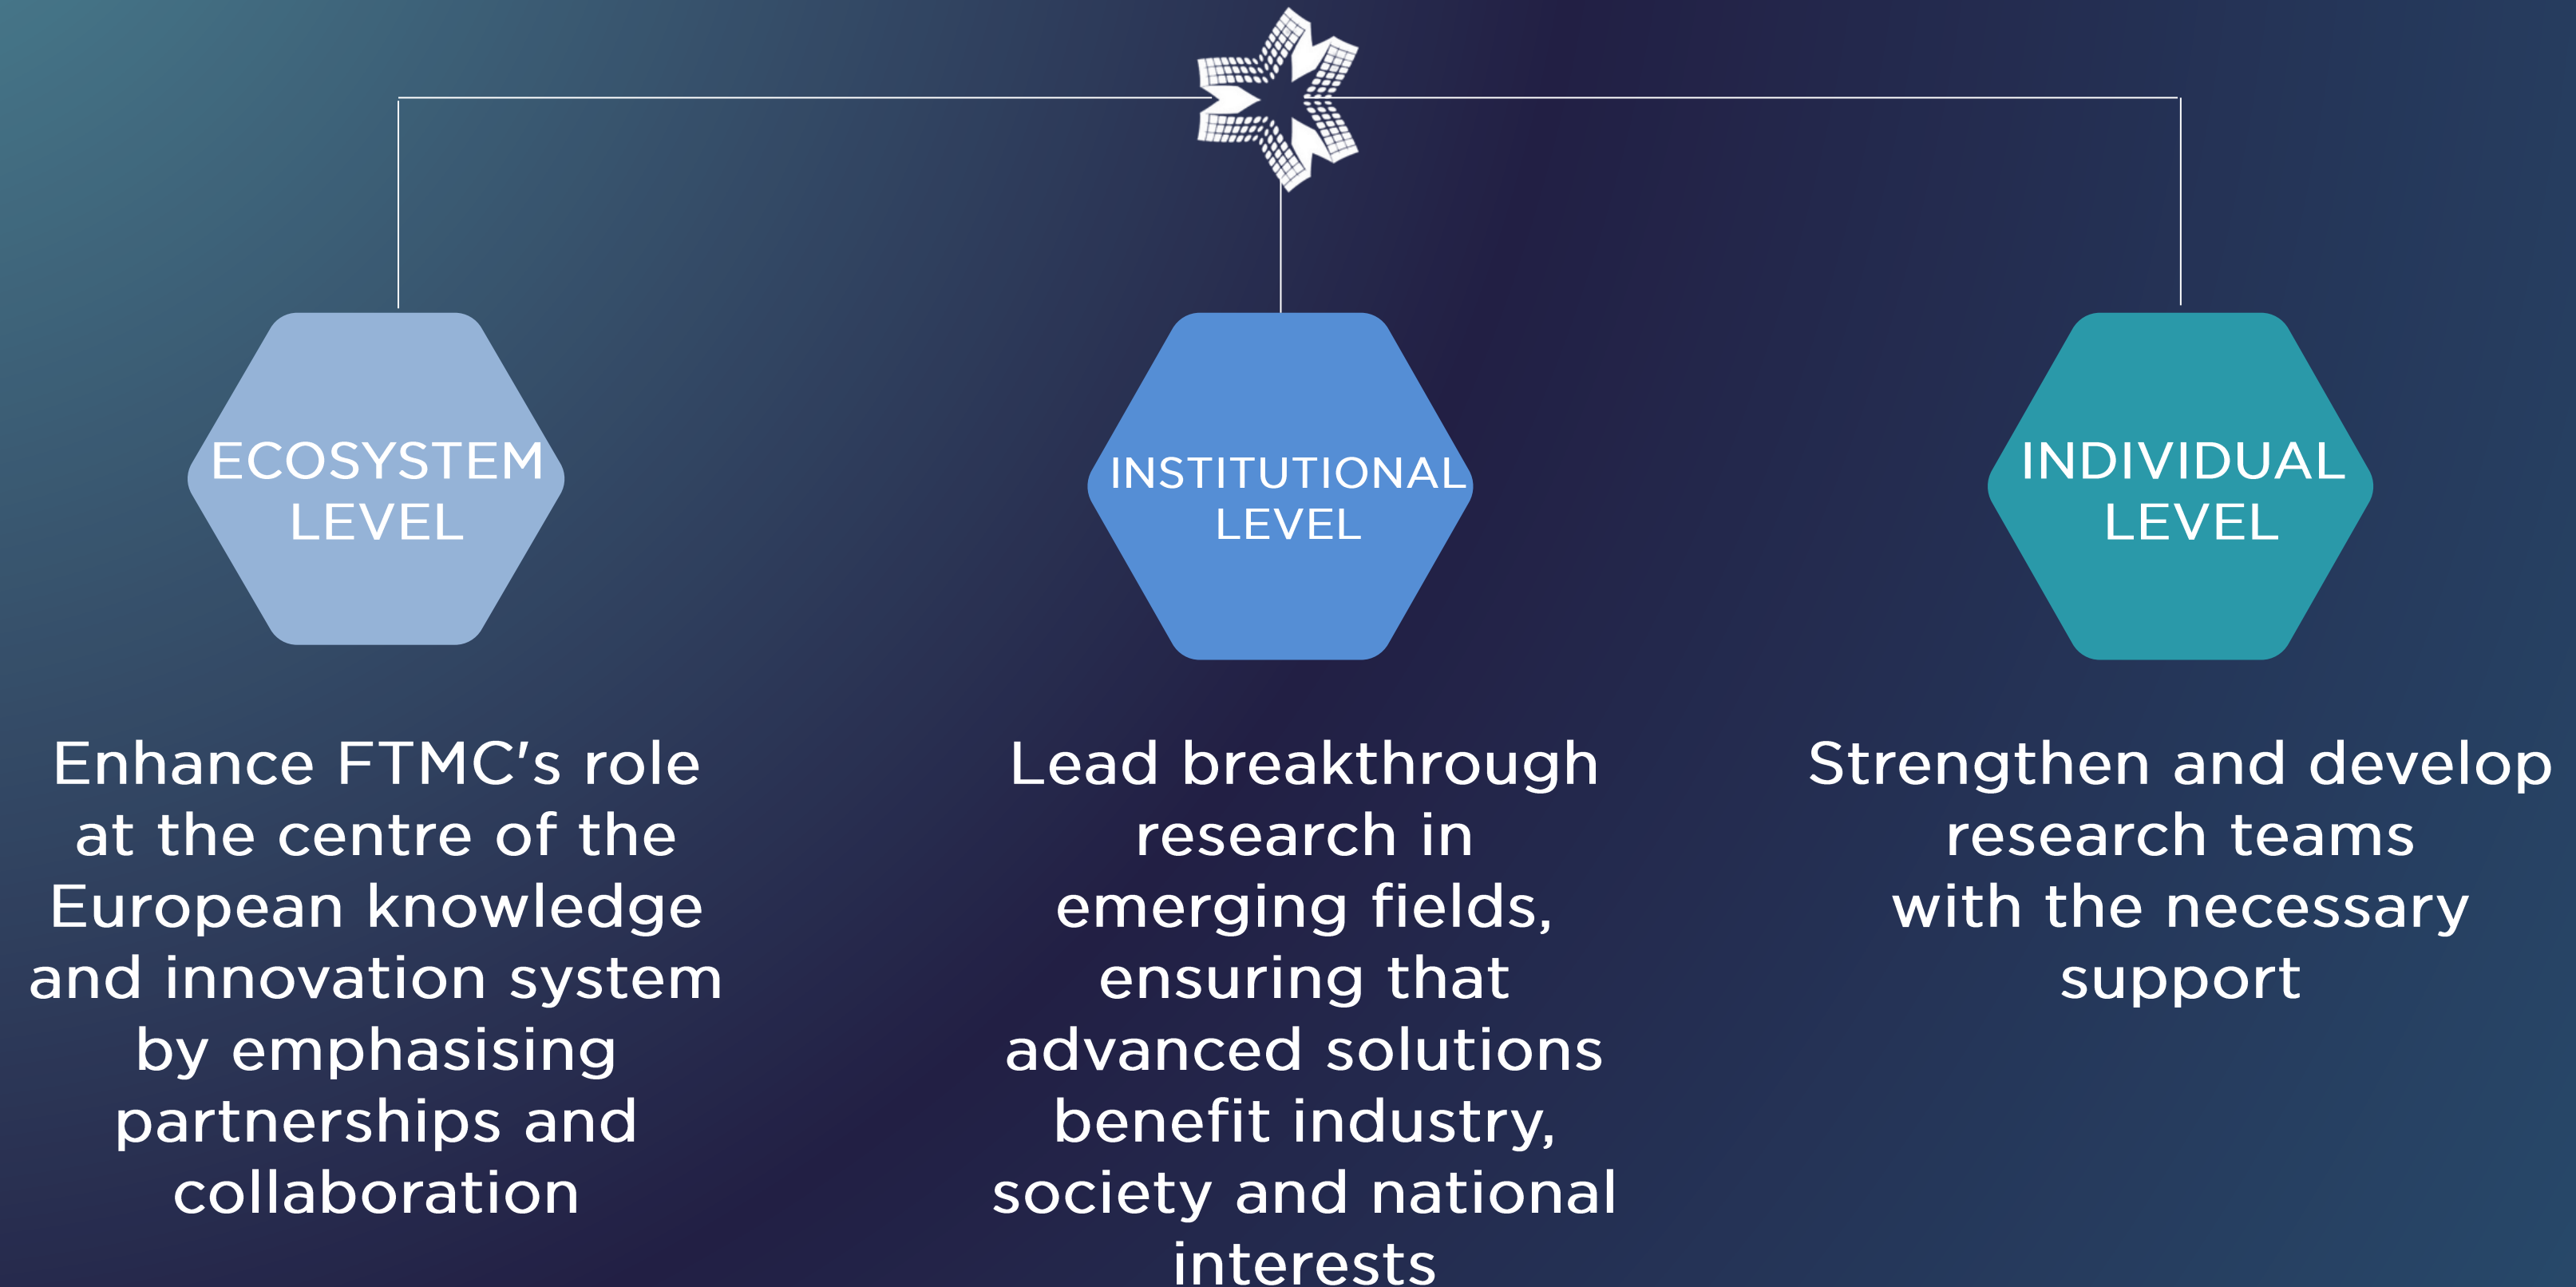 ECOSYSTEM
LEVEL
Enhance FTMC's role
at the centre of the
European knowledge
and innovation system
by emphasising
partnerships and
collaboration
INSTITUTIONAL
LEVEL
Lead breakthrough
research in
emerging fields,
ensuring that
advanced solutions
benefit industry,
society and national
interests
INDIVIDUAL
LEVEL
Strengthen and develop
research teams
with the necessary
support